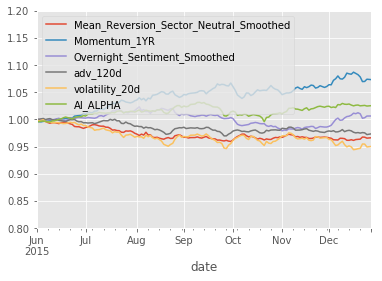 1.20
1.15
1.10
1.05
1.00
0.95
0.90
0.85
0.80
Mean_Reversion_Sector_Neutral_Smoothed
Momentum_1YR
Overnight_Sentiment_Smoothed
adv_120d
volatility_20d
AI_ALPHA
Jun Jul Aug Sep Oct Nov Dec
2015
date